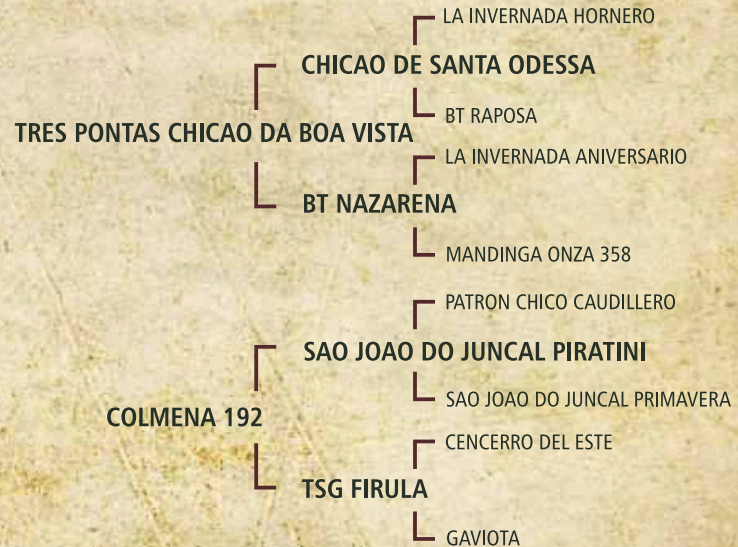 LA INVERNADA HORNERO
CHICAO DE SANTA ODESSA
BT RAPOSA
TRES PONTAS CHICAO DA BOA VISTA
LA INVERNADA ANIVERSARIO
BT NAZARENA
MANDINGA ONZA 358
PATRON CHICO CAUDILLERO
SAO JOAO DO JUNCAL PIRATINI
SAO JOAO DO JUNCAL PRIMAVERA
COLMENA 192
CENCERRO DEL ESTE
TSG FIRULA
GAVIOTA